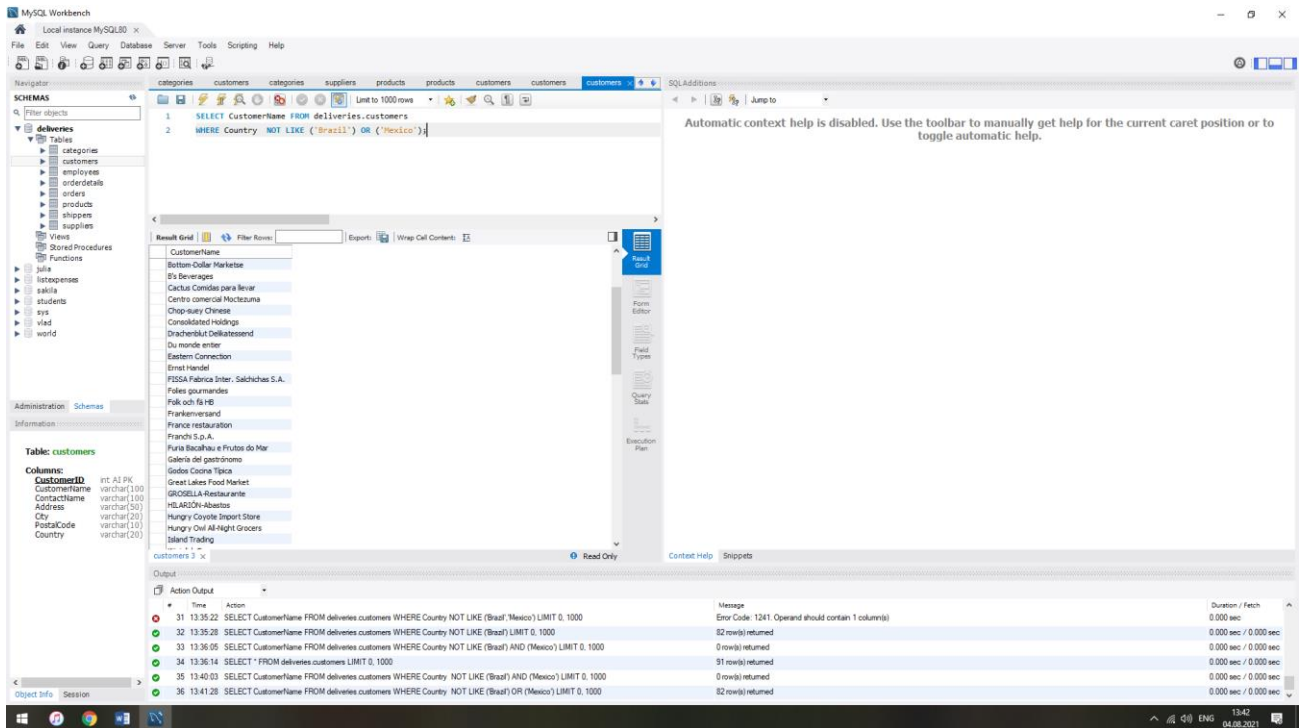 MySQL Workbench
Local instance MySQL80 ×
File Edit View Query Database Server Tools Scripting Help
Navigator
SCHEMAS
Filter objects
deliveries
Tables
categories
customers
employees
orderdetails
orders
products
shippers
suppliers
Views
Stored Procedures
Functions
julia
listexpenses
sakila
students
sys
vlad
world
Administration Schemas
Information
Table: customers
Columns:
CustomerID int AI PK
CustomerName varchar(100
ContactName varchar(100
Address varchar(50)
City varchar(20)
PostalCode varchar(10)
Country varchar(20)
Object Info Session
categories customers categories suppliers products products customers customers customers ×
Limit to 1000 rows
1 SELECT CustomerName FROM deliveries.customers
2 WHERE Country NOT LIKE ('Brazil') OR ('Mexico');
Result Grid Filter Rows: Export: Wrap Cell Content:
CustomerName
Bottom-Dollar Marketse
B's Beverages
Cactus Comidas para llevar
Centro comercial Moctezuma
Chop-suey Chinese
Consolidated Holdings
Drachenblut Delikatessend
Du monde entier
Eastern Connection
Ernst Handel
FISSA Fabrica Inter. Salchichas S.A.
Folies gourmandes
Folk och fä HB
Frankenversand
France restauration
Franchi S.p.A.
Furia Bacalhau e Frutos do Mar
Galería del gastrónomo
Godos Cocina Típica
Great Lakes Food Market
GROSELLA-Restaurante
HILARIÓN-Abastos
Hungry Coyote Import Store
Hungry Owl All-Night Grocers
Island Trading
Result Grid
Form Editor
Field Types
Query Stats
Execution Plan
customers 3 ×
Read Only
SQLAdditions
Jump to
Automatic context help is disabled. Use the toolbar to manually get help for the current caret position or to
toggle automatic help.
Context Help Snippets
Output
Action Output
# Time Action Message Duration / Fetch
31 13:35:22 SELECT CustomerName FROM deliveries.customers WHERE Country NOT LIKE ('Brazil','Mexico') LIMIT 0, 1000 Error Code: 1241. Operand should contain 1 column(s) 0.000 sec
32 13:35:28 SELECT CustomerName FROM deliveries.customers WHERE Country NOT LIKE ('Brazil') LIMIT 0, 1000 82 row(s) returned 0.000 sec / 0.000 sec
33 13:36:05 SELECT CustomerName FROM deliveries.customers WHERE Country NOT LIKE ('Brazil') AND ('Mexico') LIMIT 0, 1000 0 row(s) returned 0.000 sec / 0.000 sec
34 13:36:14 SELECT * FROM deliveries.customers LIMIT 0, 1000 91 row(s) returned 0.000 sec / 0.000 sec
35 13:40:03 SELECT CustomerName FROM deliveries.customers WHERE Country NOT LIKE ('Brazil') AND ('Mexico') LIMIT 0, 1000 0 row(s) returned 0.000 sec / 0.000 sec
36 13:41:28 SELECT CustomerName FROM deliveries.customers WHERE Country NOT LIKE ('Brazil') OR ('Mexico') LIMIT 0, 1000 82 row(s) returned 0.000 sec / 0.000 sec
ENG
13:42
04.08.2021